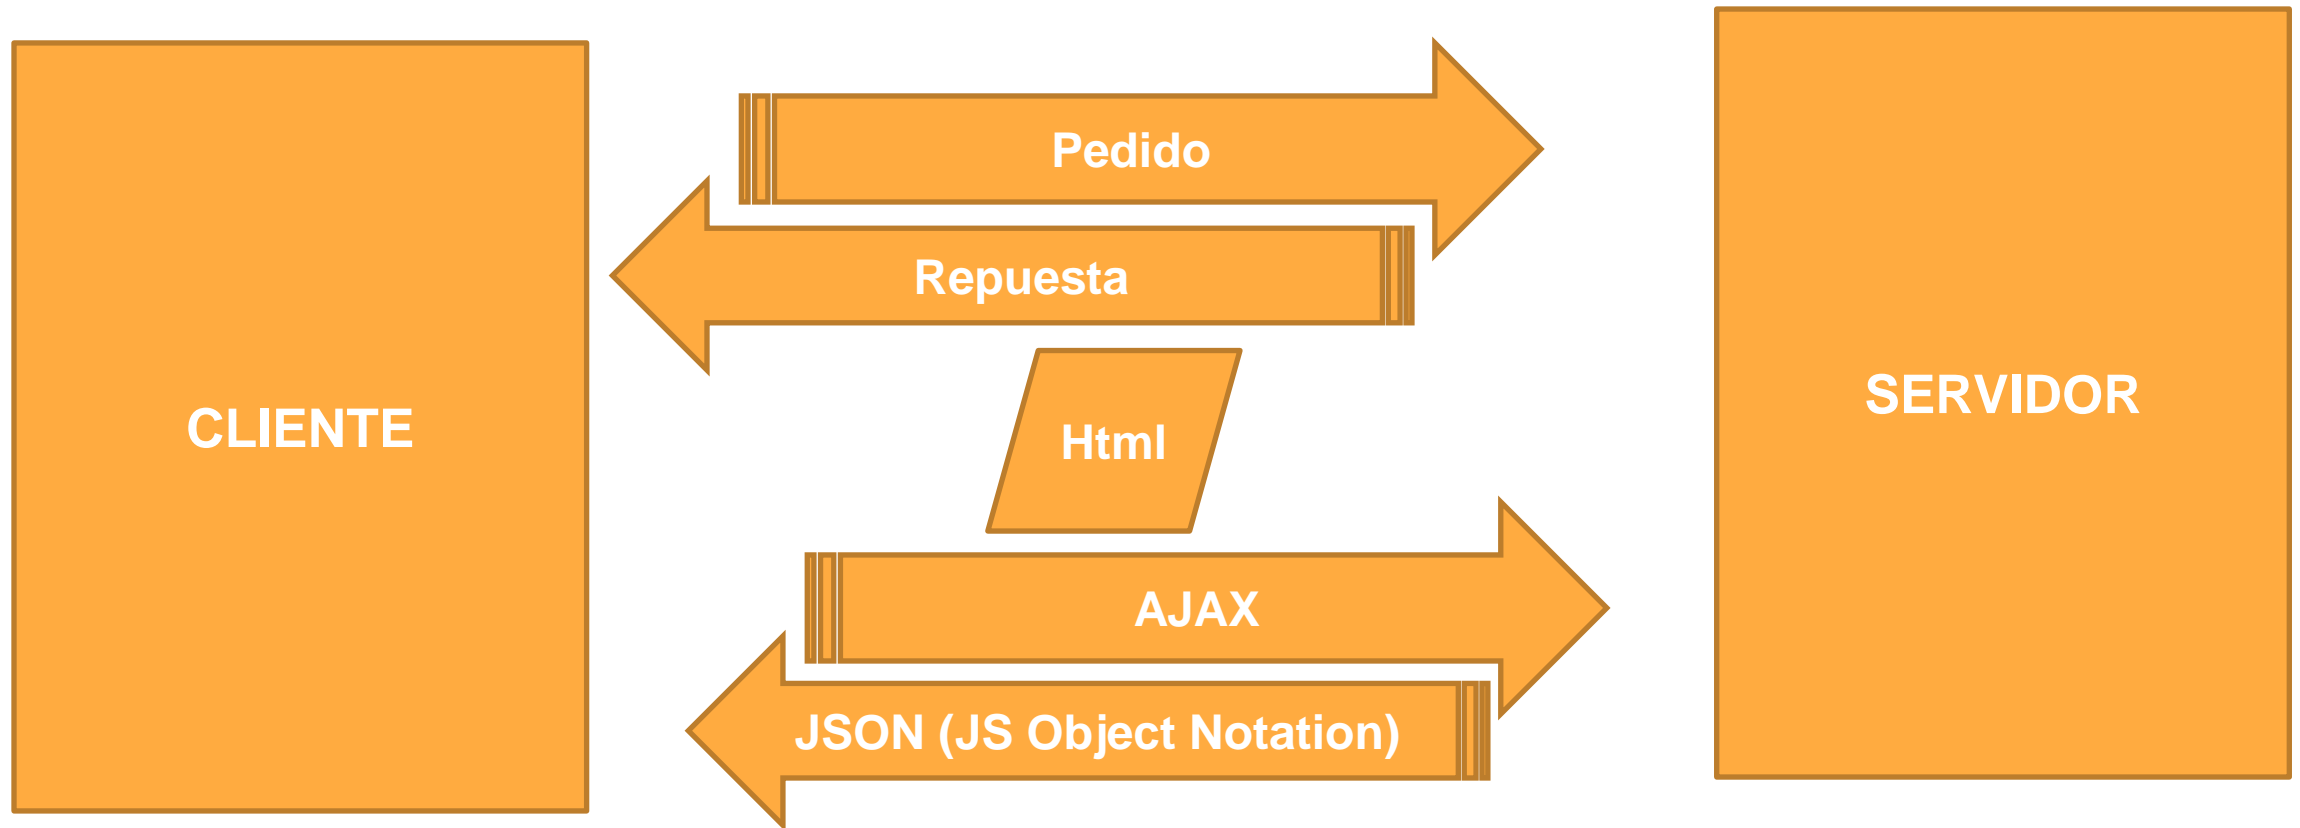 CLIENTE
Pedido
Repuesta
Html
AJAX
JSON (JS Object Notation)
SERVIDOR